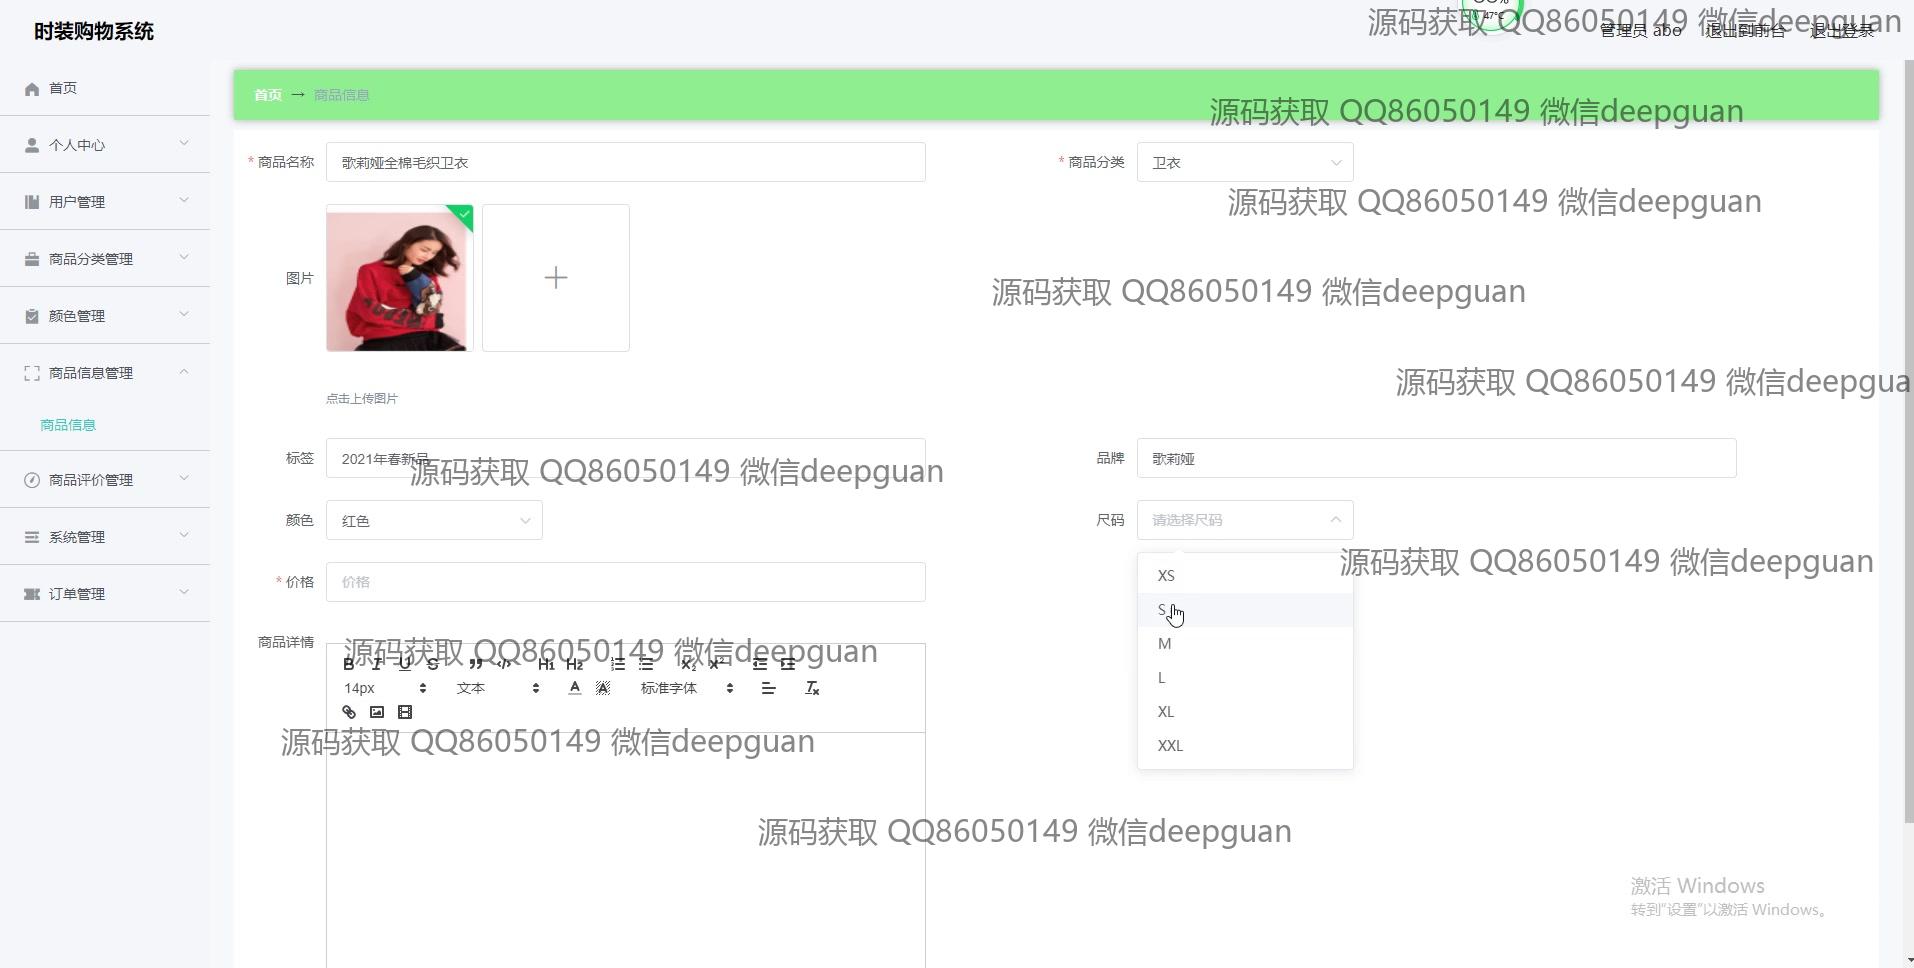 时装购物系统
源码获取 QQ86050149 微信deepguan
47°C
管理员 abo 退出到前台 退出登录
首页
个人中心
用户管理
商品分类管理
颜色管理
商品信息管理
商品信息
商品评价管理
系统管理
订单管理
首页 → 商品信息
源码获取 QQ86050149 微信deepguan
* 商品名称 歌莉娅全棉毛织卫衣
* 商品分类 卫衣
源码获取 QQ86050149 微信deepguan
图片
源码获取 QQ86050149 微信deepguan
源码获取 QQ86050149 微信deepgua
点击上传图片
标签 2021年春新品
品牌 歌莉娅
源码获取 QQ86050149 微信deepguan
颜色 红色
尺码 请选择尺码
源码获取 QQ86050149 微信deepguan
XS
S
M
L
XL
XXL
* 价格 价格
商品详情
源码获取 QQ86050149 微信deepguan
B I U S ” </> H1 H2 X2 X2
14px 文本 A A 标准字体 Tx
源码获取 QQ86050149 微信deepguan
源码获取 QQ86050149 微信deepguan
激活 Windows
转到"设置"以激活 Windows。